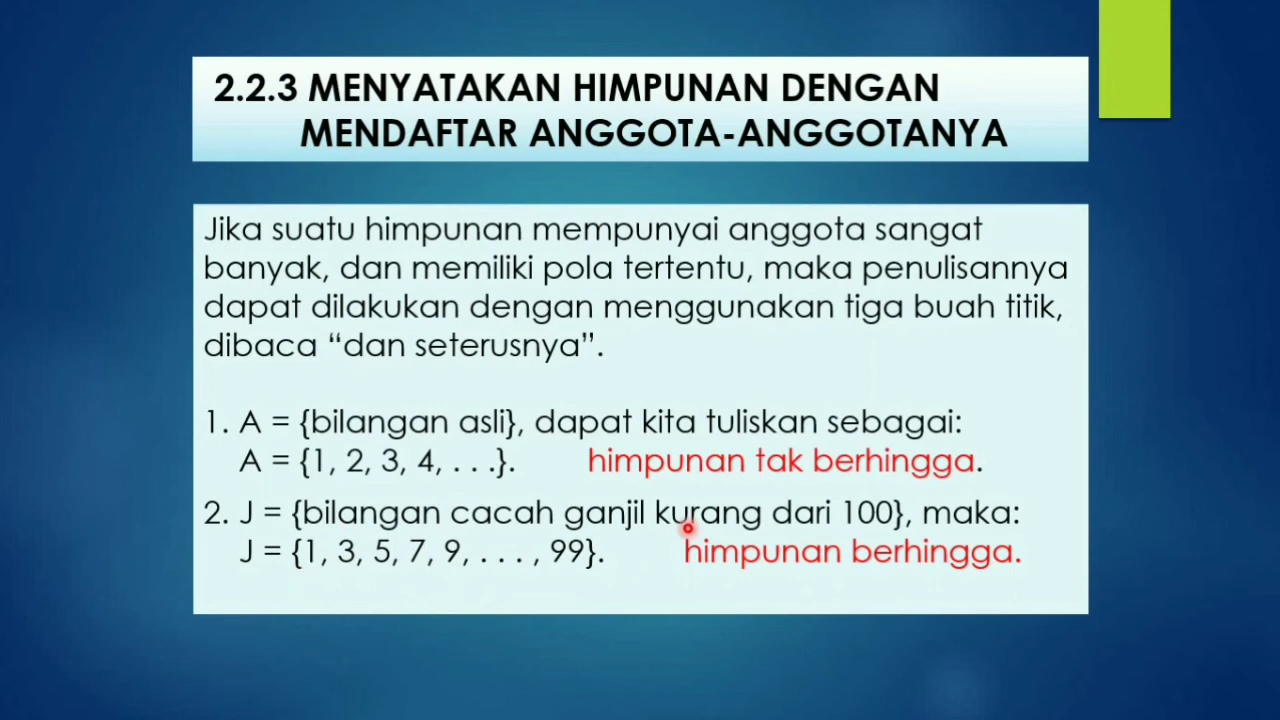 2.2.3 MENYATAKAN HIMPUNAN DENGAN
MENDAFTAR ANGGOTA-ANGGOTANYA
Jika suatu himpunan mempunyai anggota sangat
banyak, dan memiliki pola tertentu, maka penulisannya
dapat dilakukan dengan menggunakan tiga buah titik,
dibaca “dan seterusnya”.
1. A = {bilangan asli}, dapat kita tuliskan sebagai:
A = {1, 2, 3, 4, . . .}. himpunan tak berhingga.
2. J = {bilangan cacah ganjil kurang dari 100}, maka:
J = {1, 3, 5, 7, 9, . . . , 99}. himpunan berhingga.